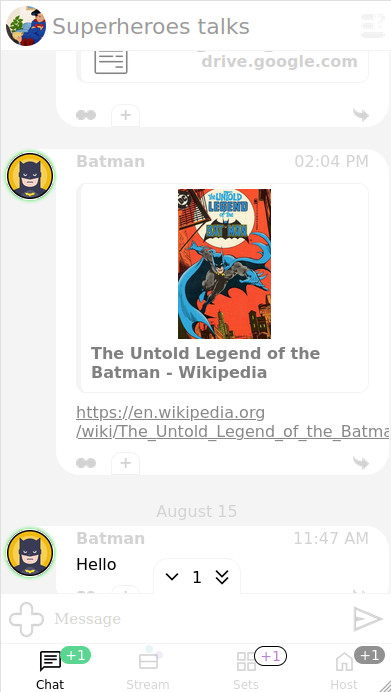 Superheroes talks
drive.google.com
+
Batman 02:04 PM
The UNTOLD
LEGEND
of the
BATMAN
The Untold Legend of the
Batman - Wikipedia
https://en.wikipedia.org
/wiki/The_Untold_Legend_of_the_Batma
+
August 15
Batman 11:47 AM
Hello
1
Message
+1 +1 +1
Chat Stream Sets Host